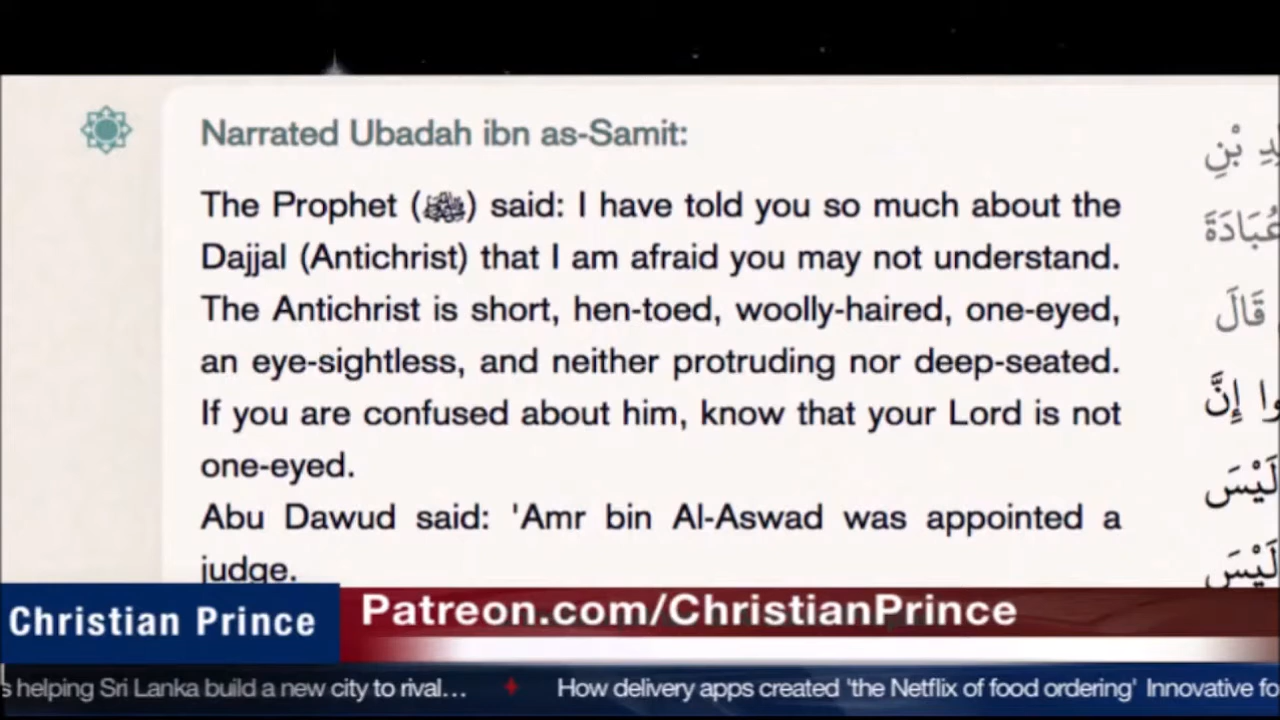 Narrated Ubadah ibn as-Samit:
The Prophet (ﷺ) said: I have told you so much about the
Dajjal (Antichrist) that I am afraid you may not understand.
The Antichrist is short, hen-toed, woolly-haired, one-eyed,
an eye-sightless, and neither protruding nor deep-seated.
If you are confused about him, know that your Lord is not
one-eyed.
Abu Dawud said: 'Amr bin Al-Aswad was appointed a
judge.
بْنِ
عُبَادَةَ
قَالَ
إِنَّ
لَيْسَ
لَيْسَ
Christian Prince
Patreon.com/ChristianPrince
s helping Sri Lanka build a new city to rival... How delivery apps created 'the Netflix of food ordering' Innovative fo